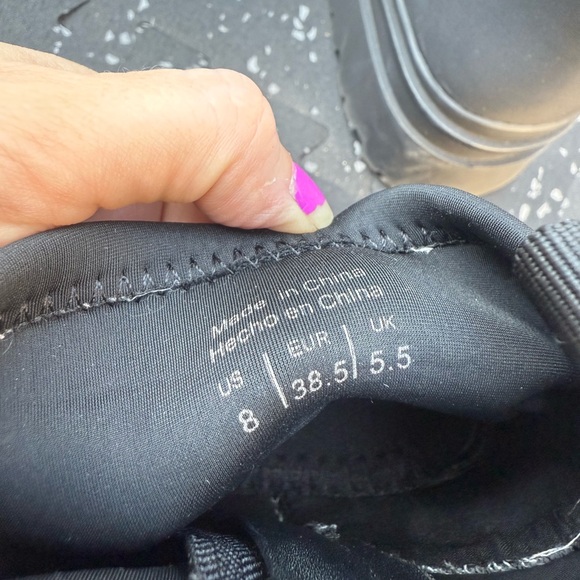 Made in China
Hecho en China
US | EUR | UK
8 | 38.5 | 5.5